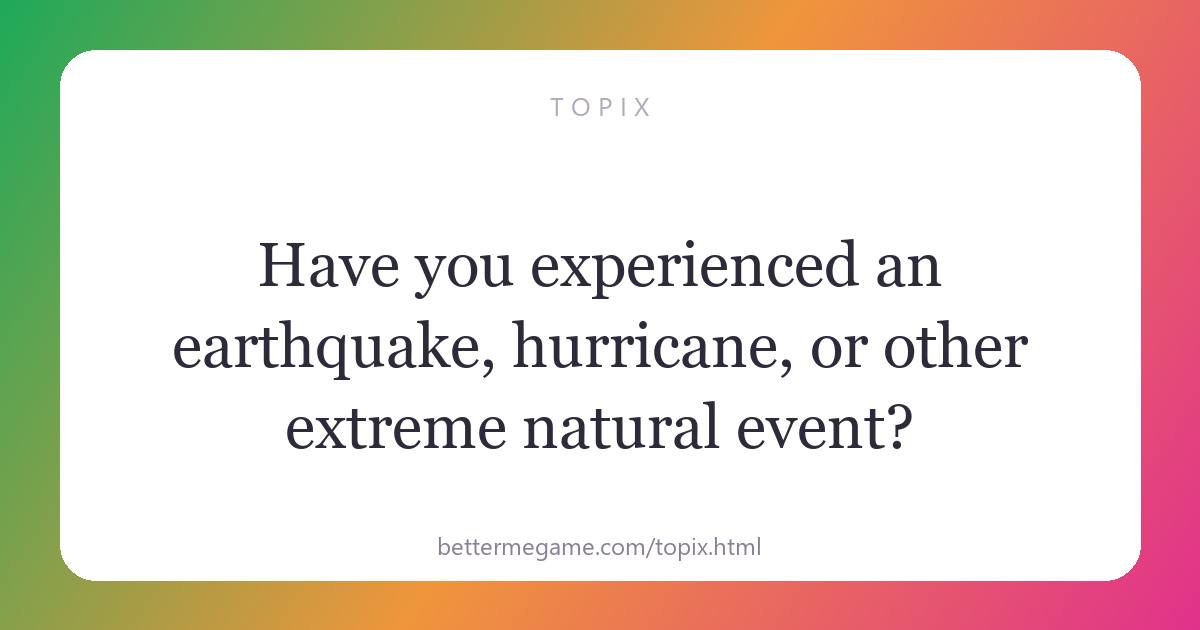 TOPIX
Have you experienced an
earthquake, hurricane, or other
extreme natural event?
bettermegame.com/topix.html